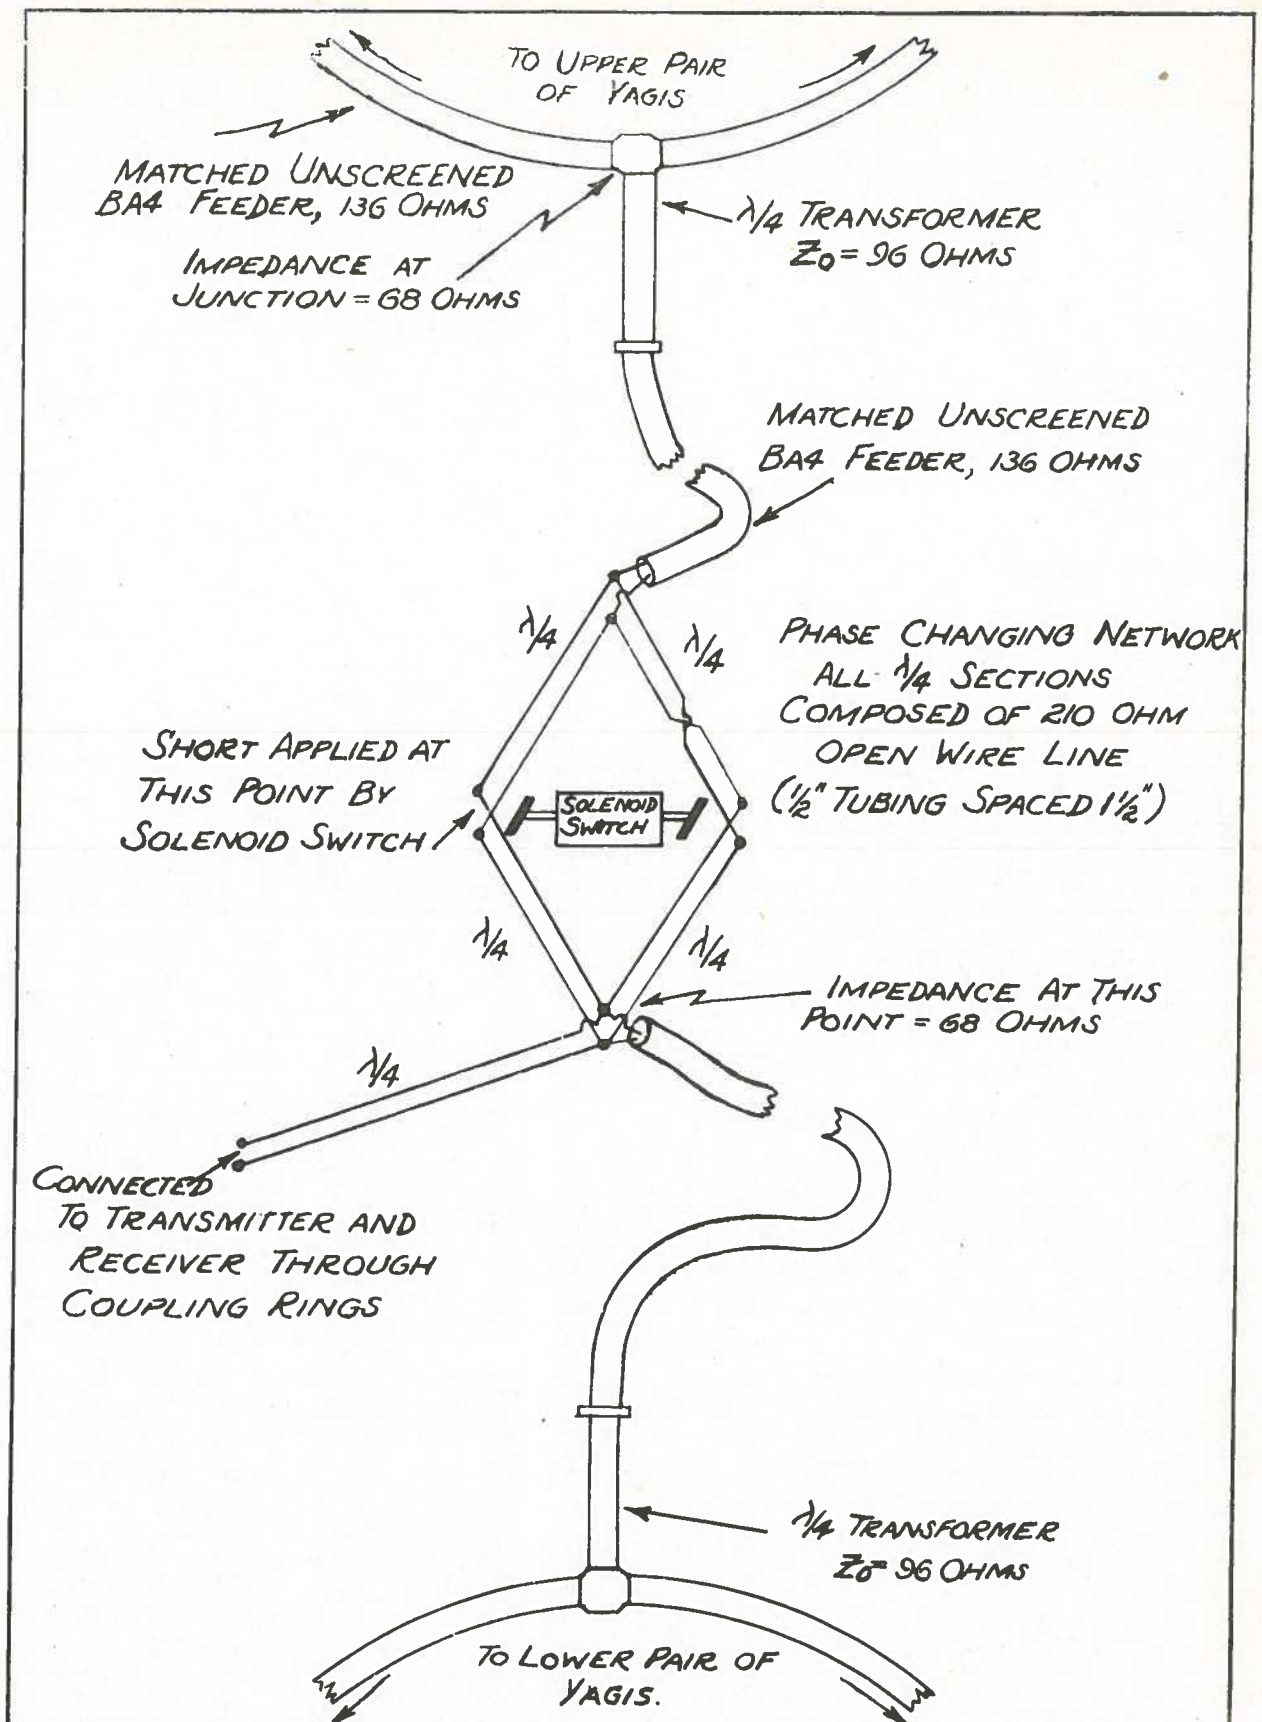 TO UPPER PAIR
OF YAGIS
MATCHED UNSCREENED
BA4 FEEDER, 136 OHMS
λ/4 TRANSFORMER
Z0 = 96 OHMS
IMPEDANCE AT
JUNCTION = 68 OHMS
MATCHED UNSCREENED
BA4 FEEDER, 136 OHMS
λ/4
λ/4
PHASE CHANGING NETWORK
ALL λ/4 SECTIONS
COMPOSED OF 210 OHM
OPEN WIRE LINE
(1/2" TUBING SPACED 1 1/2")
SHORT APPLIED AT
THIS POINT BY
SOLENOID SWITCH
SOLENOID
SWITCH
λ/4
λ/4
IMPEDANCE AT THIS
POINT = 68 OHMS
λ/4
CONNECTED
TO TRANSMITTER AND
RECEIVER THROUGH
COUPLING RINGS
λ/4 TRANSFORMER
Z0= 96 OHMS
TO LOWER PAIR OF
YAGIS.